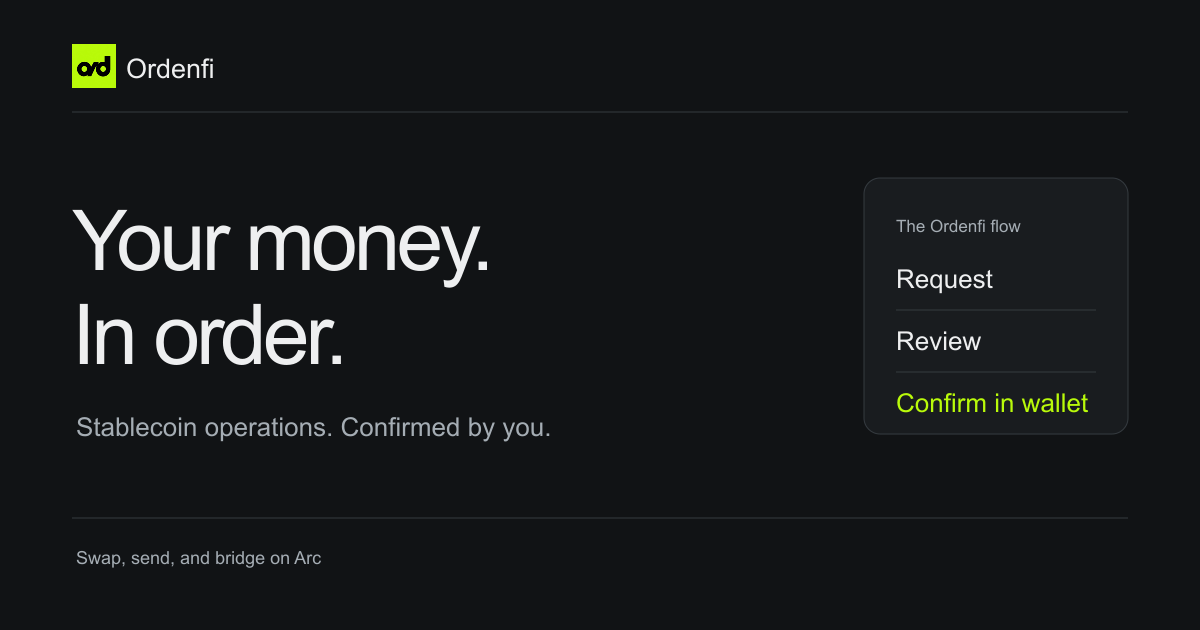 ord Ordenfi
Your money.
In order.
Stablecoin operations. Confirmed by you.
The Ordenfi flow
Request
Review
Confirm in wallet
Swap, send, and bridge on Arc